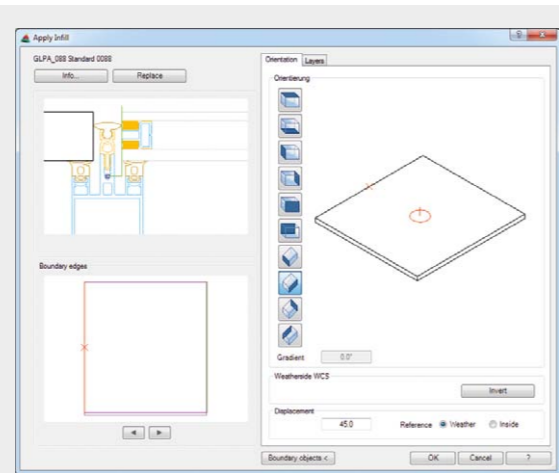 Apply Infill
GLPA_088 Standard 0088
Info...
Replace
Boundary edges
Orientation
Layers
Orientierung
Gradient
0.0°
Weatherside WCS
Invert
Displacement
45.0
Reference
Weather
Inside
Boundary objects <
OK
Cancel
?